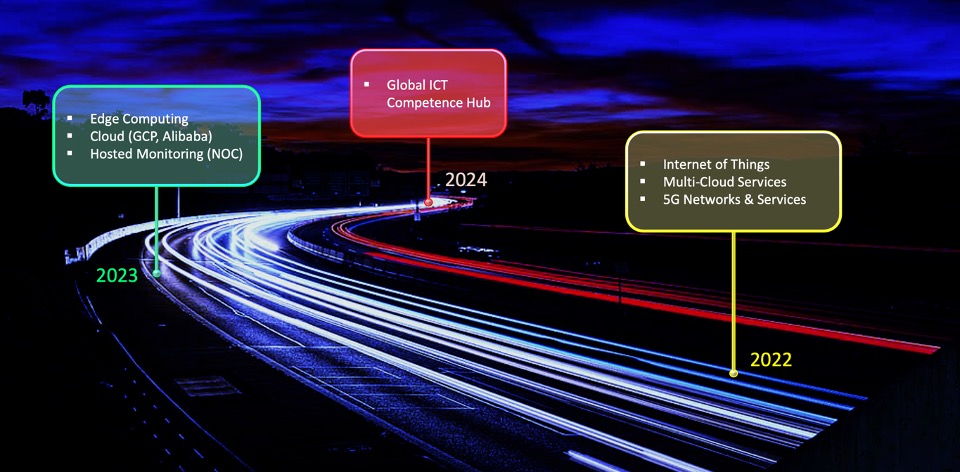 Global ICT
Competence Hub
2024
Edge Computing
Cloud (GCP, Alibaba)
Hosted Monitoring (NOC)
2023
Internet of Things
Multi-Cloud Services
5G Networks & Services
2022